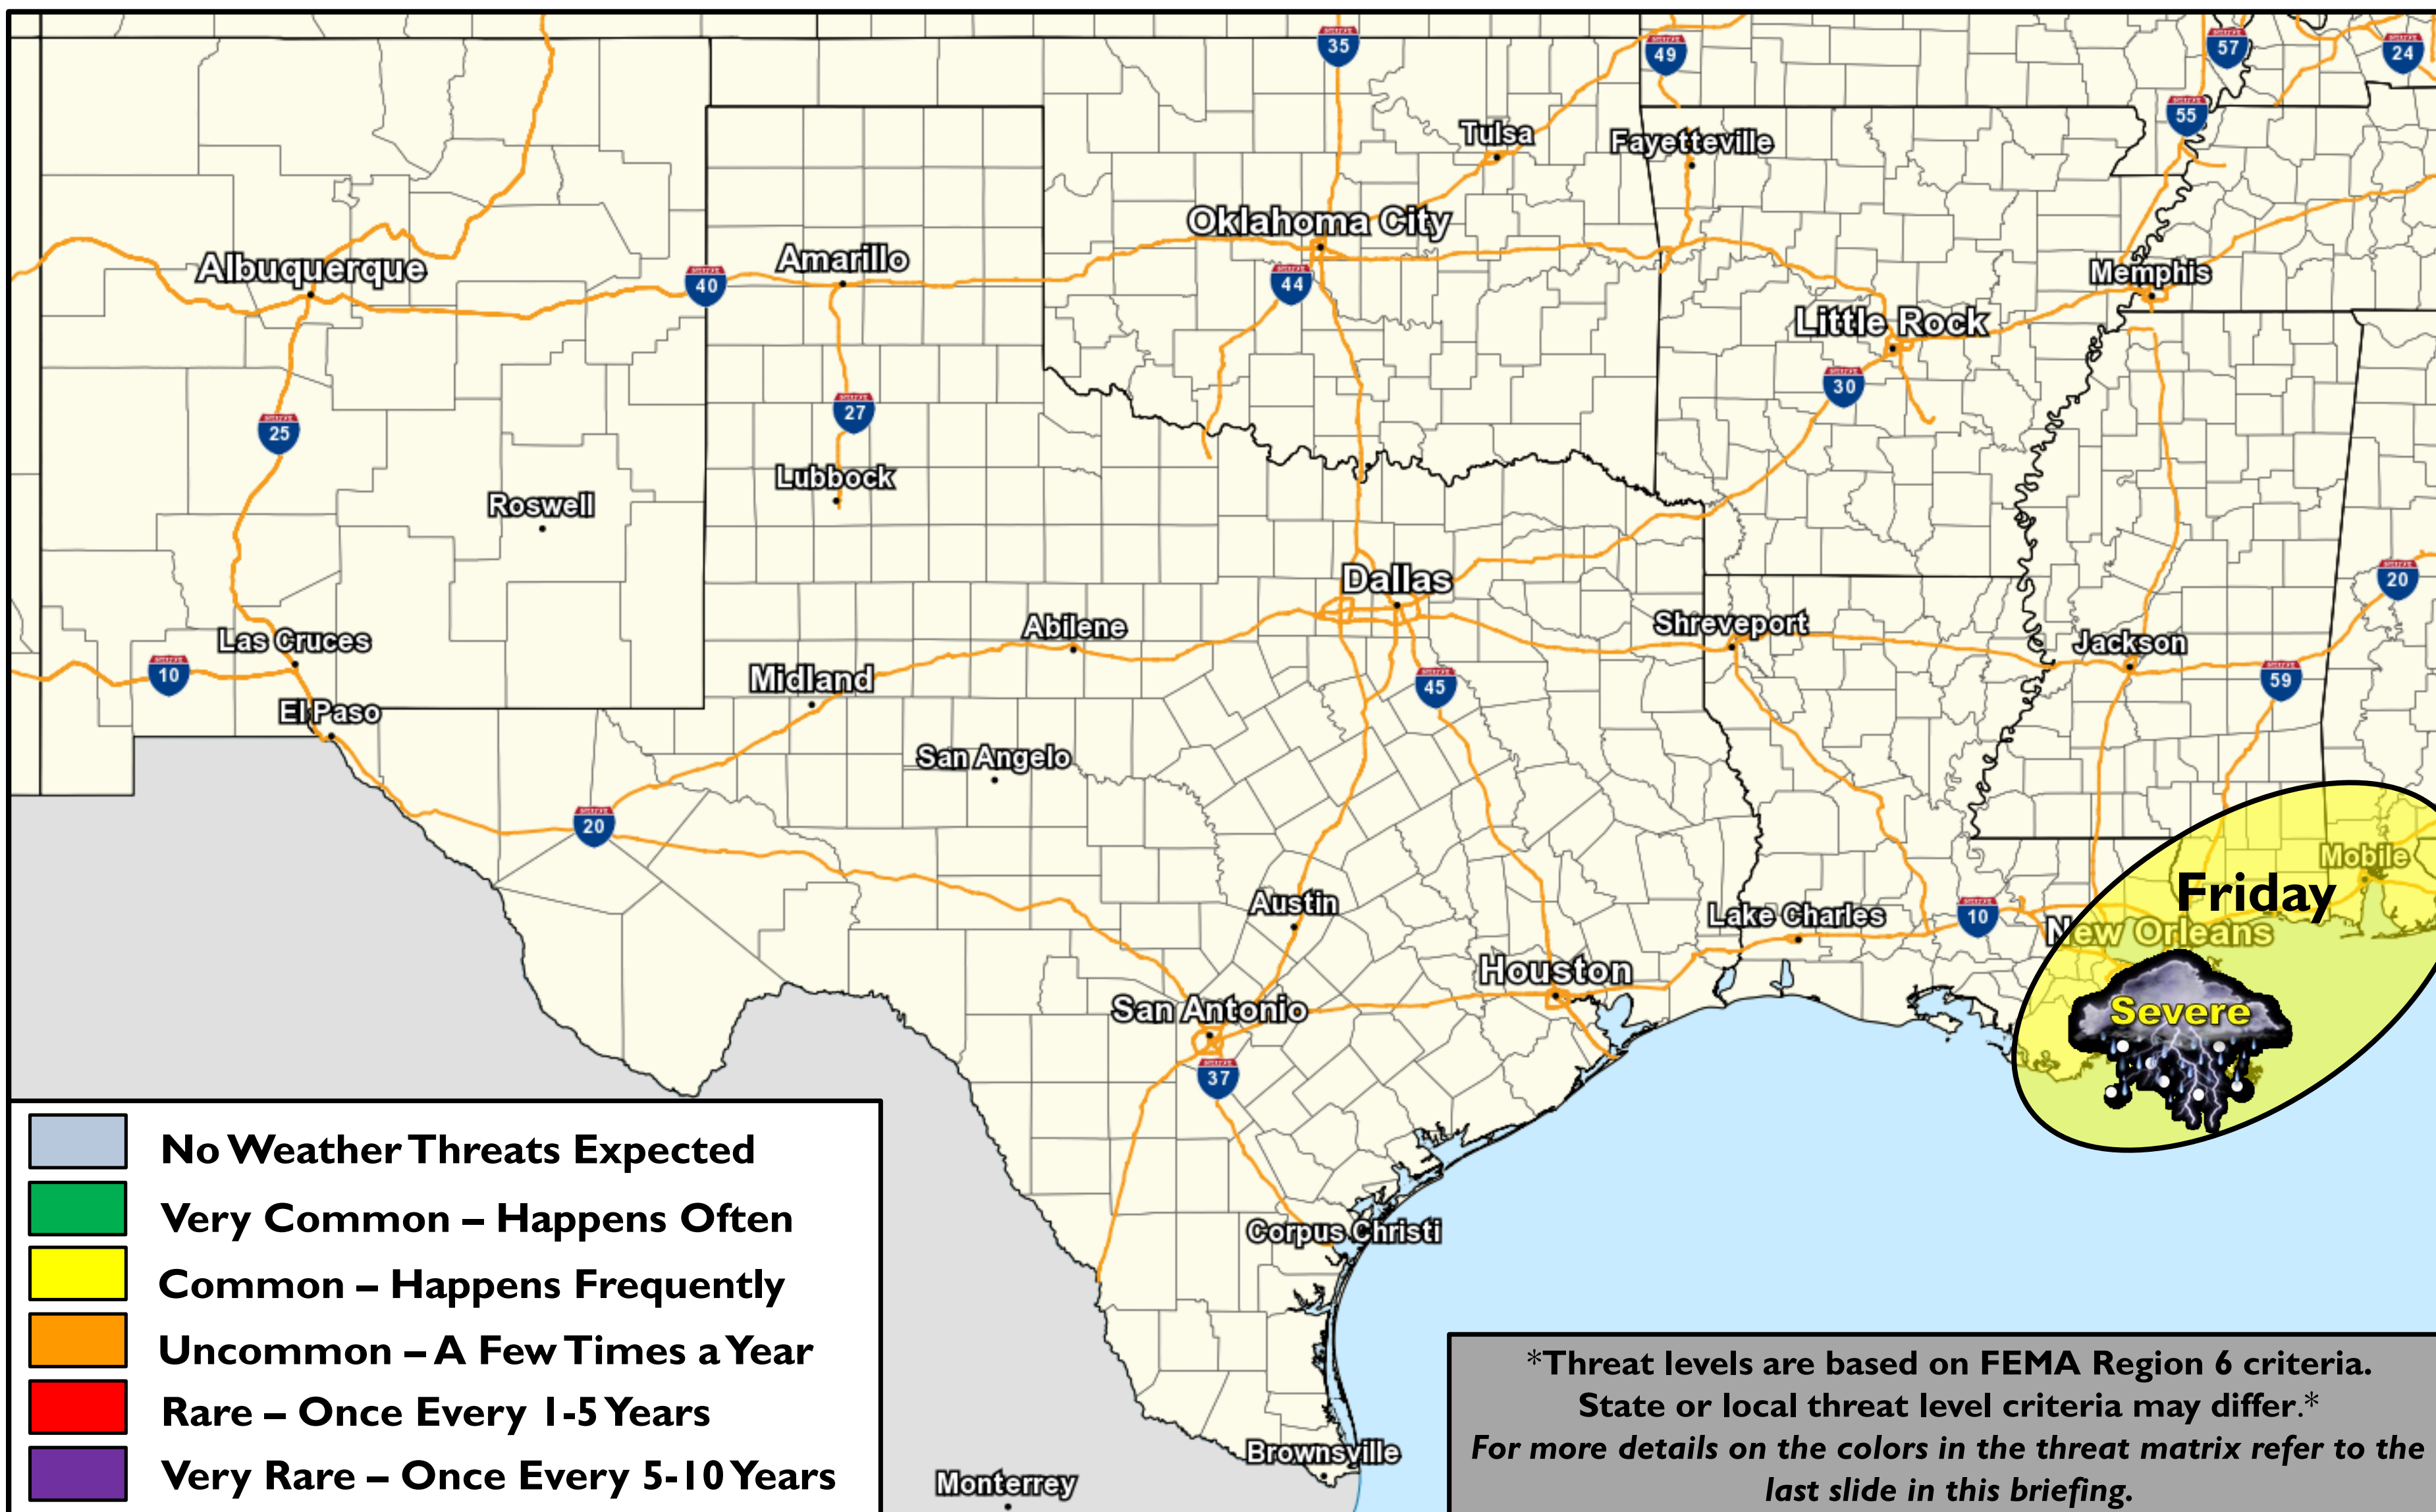 35
49
57
24
55
Tulsa
Fayetteville
Oklahoma City
Albuquerque
Amarillo
40
44
Memphis
Little Rock
30
25
27
Lubbock
Roswell
Dallas
20
Abilene
Shreveport
Las Cruces
Jackson
10
Midland
45
59
El Paso
San Angelo
20
Mobile
Friday
Austin
Lake Charles
10
New Orleans
Houston
San Antonio
Severe
37
Corpus Christi
Brownsville
Monterrey
No Weather Threats Expected
Very Common – Happens Often
Common – Happens Frequently
Uncommon – A Few Times a Year
Rare – Once Every 1-5 Years
Very Rare – Once Every 5-10 Years
*Threat levels are based on FEMA Region 6 criteria.
State or local threat level criteria may differ.*
For more details on the colors in the threat matrix refer to the
last slide in this briefing.